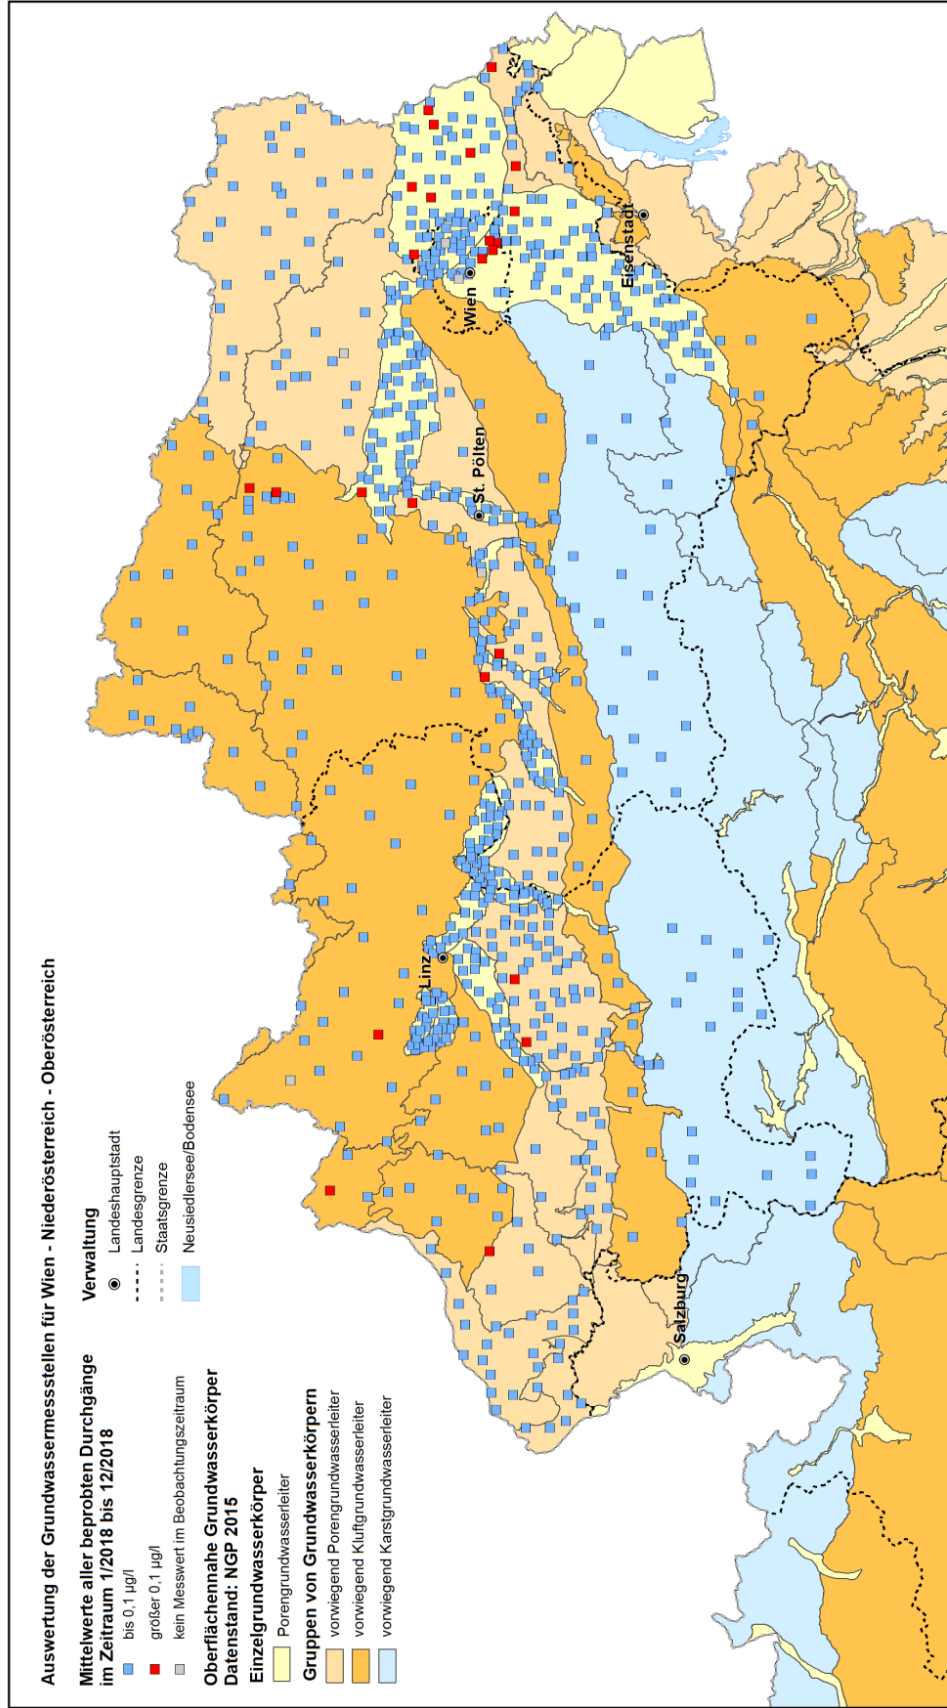 Auswertung der Grundwassermessstellen für Wien - Niederösterreich - Oberösterreich
Mittelwerte aller beprobten Durchgänge
im Zeitraum 1/2018 bis 12/2018
bis 0,1 µg/l
größer 0,1 µg/l
kein Messwert im Beobachtungszeitraum
Oberflächennahe Grundwasserkörper
Datenstand: NGP 2015
Einzelgrundwasserkörper
Porengrundwasserleiter
Gruppen von Grundwasserkörpern
vorwiegend Porengrundwasserleiter
vorwiegend Kluftgrundwasserleiter
vorwiegend Karstgrundwasserleiter
Verwaltung
Landeshauptstadt
Landesgrenze
Staatsgrenze
Neusiedlersee/Bodensee
Linz
St. Pölten
Wien
Eisenstadt
Salzburg